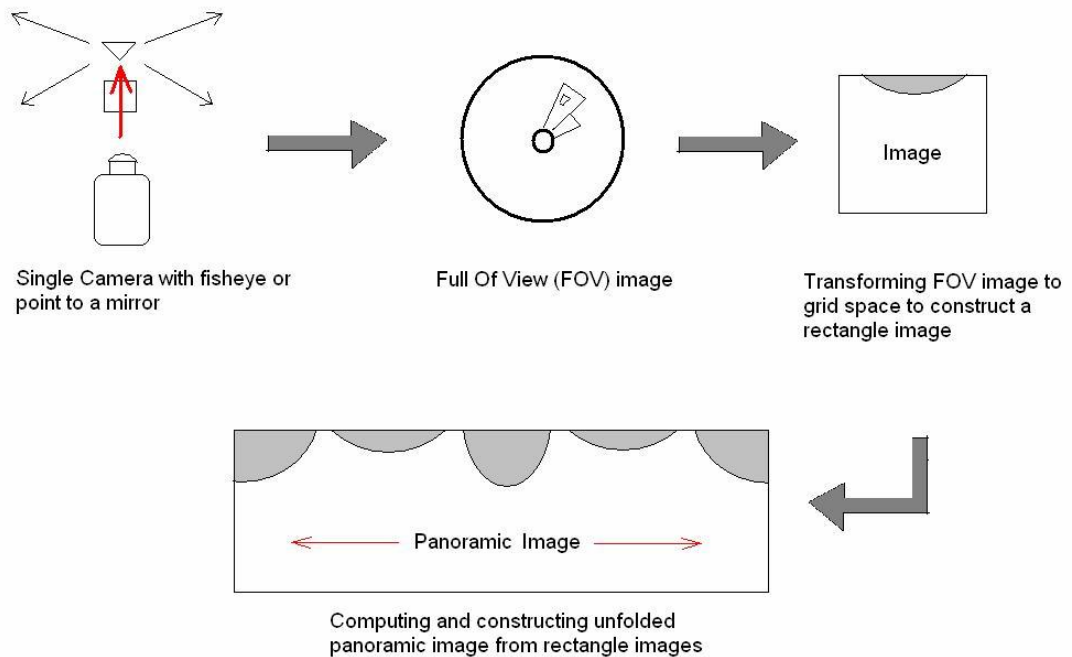 Single Camera with fisheye or
point to a mirror
Full Of View (FOV) image
Image
Transforming FOV image to
grid space to construct a
rectangle image
Panoramic Image
Computing and constructing unfolded
panoramic image from rectangle images